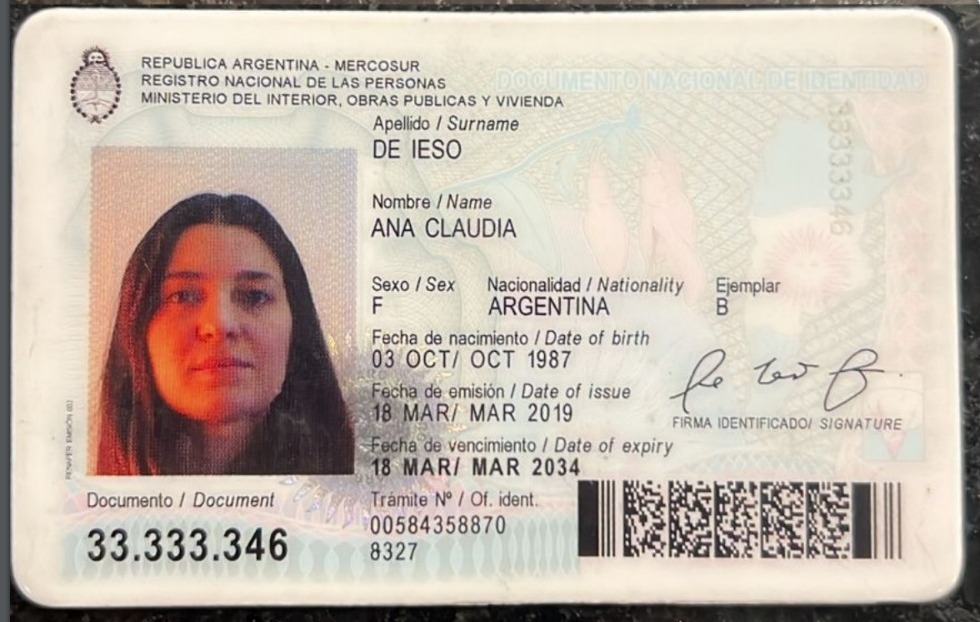 REPUBLICA ARGENTINA - MERCOSUR
REGISTRO NACIONAL DE LAS PERSONAS
MINISTERIO DEL INTERIOR, OBRAS PUBLICAS Y VIVIENDA
DOCUMENTO NACIONAL DE IDENTIDAD
Apellido / Surname
DE IESO
Nombre / Name
ANA CLAUDIA
Sexo / Sex Nacionalidad / Nationality Ejemplar
F ARGENTINA B
Fecha de nacimiento / Date of birth
03 OCT/ OCT 1987
Fecha de emisión / Date of issue
18 MAR/ MAR 2019
FIRMA IDENTIFICADO/ SIGNATURE
Fecha de vencimiento / Date of expiry
18 MAR/ MAR 2034
Documento / Document Trámite Nº / Of. ident.
33.333.346 00584358870
8327
33333346